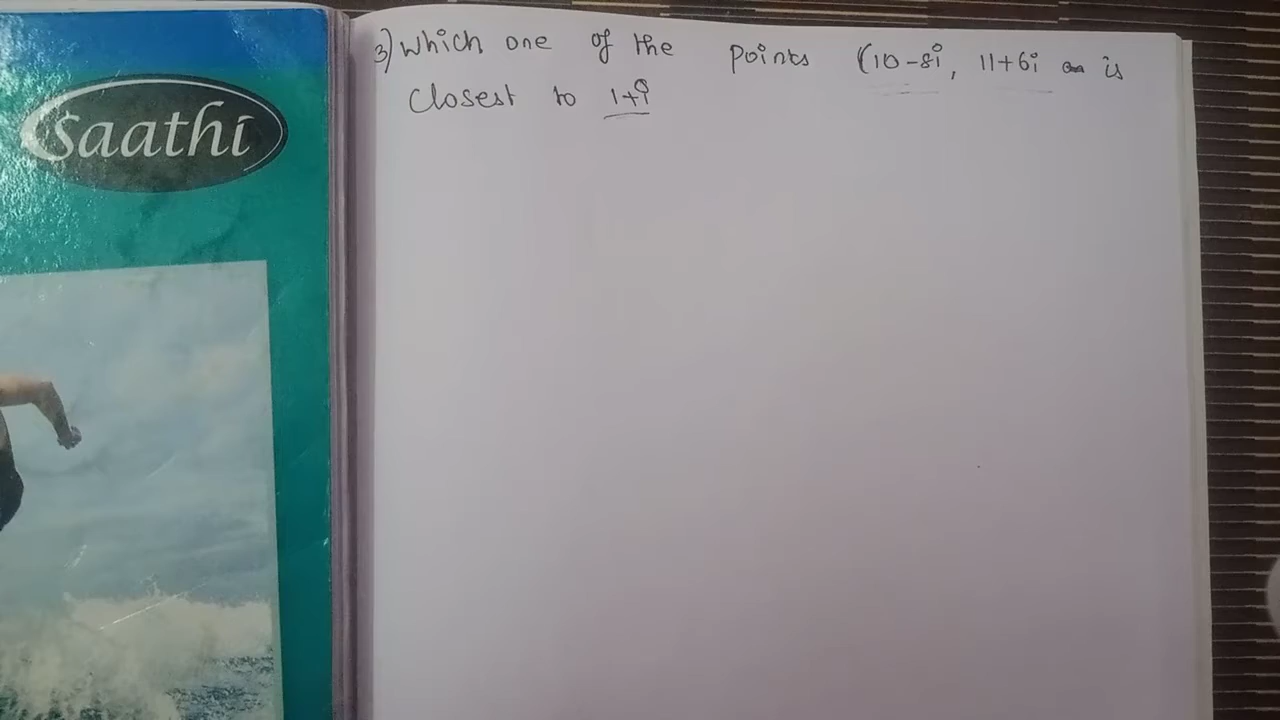 Saathi
3) Which one of the points (10-8i, 11+6i is
closest to 1+i